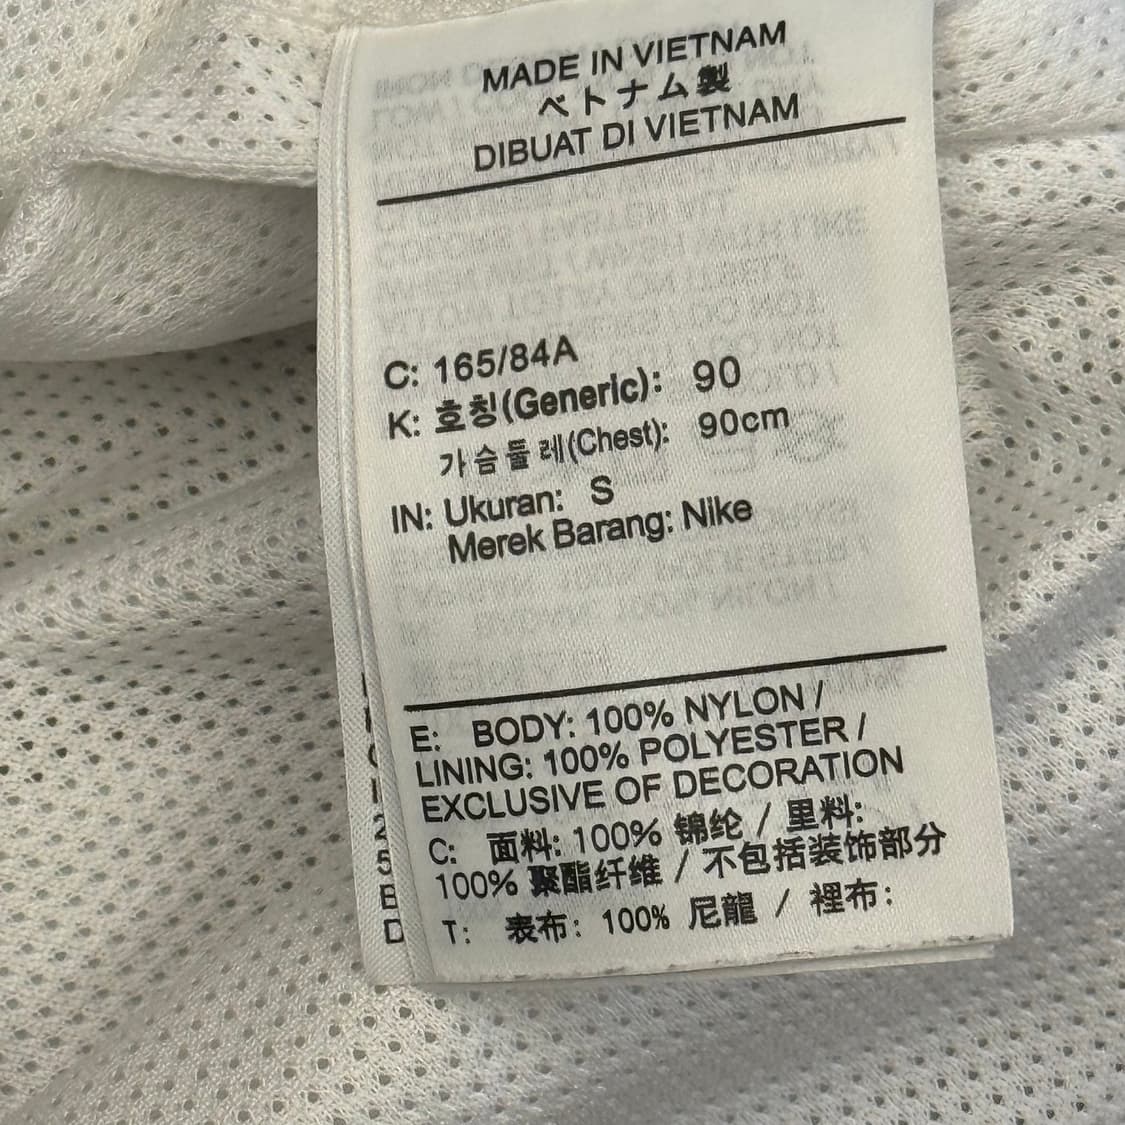 MADE IN VIETNAM
ベトナム製
DIBUAT DI VIETNAM
C: 165/84A
K: 호칭(Generic): 90
가슴둘레(Chest): 90cm
IN: Ukuran: S
Merek Barang: Nike
E: BODY: 100% NYLON /
LINING: 100% POLYESTER /
EXCLUSIVE OF DECORATION
C: 面料: 100% 锦纶 / 里料:
100% 聚酯纤维 / 不包括装饰部分
T: 表布: 100% 尼龍 / 裡布: